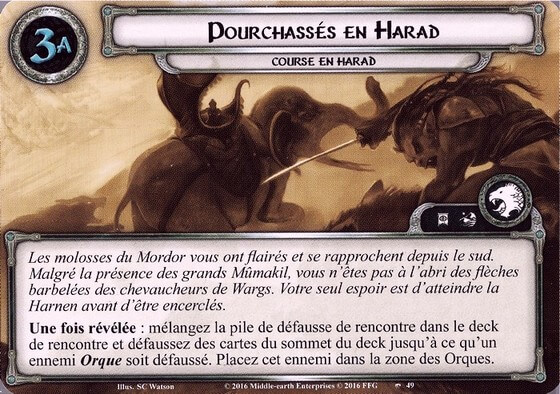 3A
POURCHASSÉS EN HARAD
COURSE EN HARAD
Les molosses du Mordor vous ont flairés et se rapprochent depuis le sud.
Malgré la présence des grands Mûmakil, vous n'êtes pas à l'abri des flèches
barbelées des chevaucheurs de Wargs. Votre seul espoir est d'atteindre la
Harnen avant d'être encerclés.
Une fois révélée : mélangez la pile de défausse de rencontre dans le deck
de rencontre et défaussez des cartes du sommet du deck jusqu'à ce qu'un
ennemi Orque soit défaussé. Placez cet ennemi dans la zone des Orques.
Illus. SC Watson © 2016 Middle-earth Enterprises © 2016 FFG 49